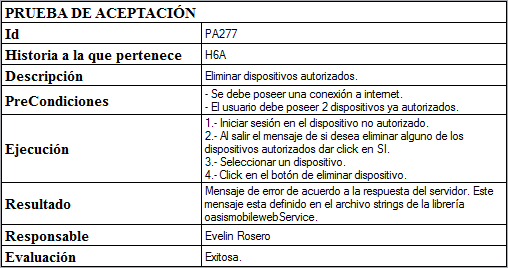 PRUEBA DE ACEPTACIÓN
Id PA277
Historia a la que pertenece H6A
Descripción Eliminar dispositivos autorizados.
PreCondiciones - Se debe poseer una conexión a internet.
- El usuario debe poseer 2 dispositivos ya autorizados.
Ejecución 1.- Iniciar sesión en el dispositivo no autorizado.
2.- Al salir el mensaje de si desea eliminar alguno de los
dispositivos autorizados dar click en SI.
3.- Seleccionar un dispositivo.
4.- Click en el botón de eliminar dispositivo.
Resultado Mensaje de error de acuerdo a la respuesta del servidor. Este
mensaje esta definido en el archivo strings de la librería
oasismobilewebService.
Responsable Evelin Rosero
Evaluación Exitosa.